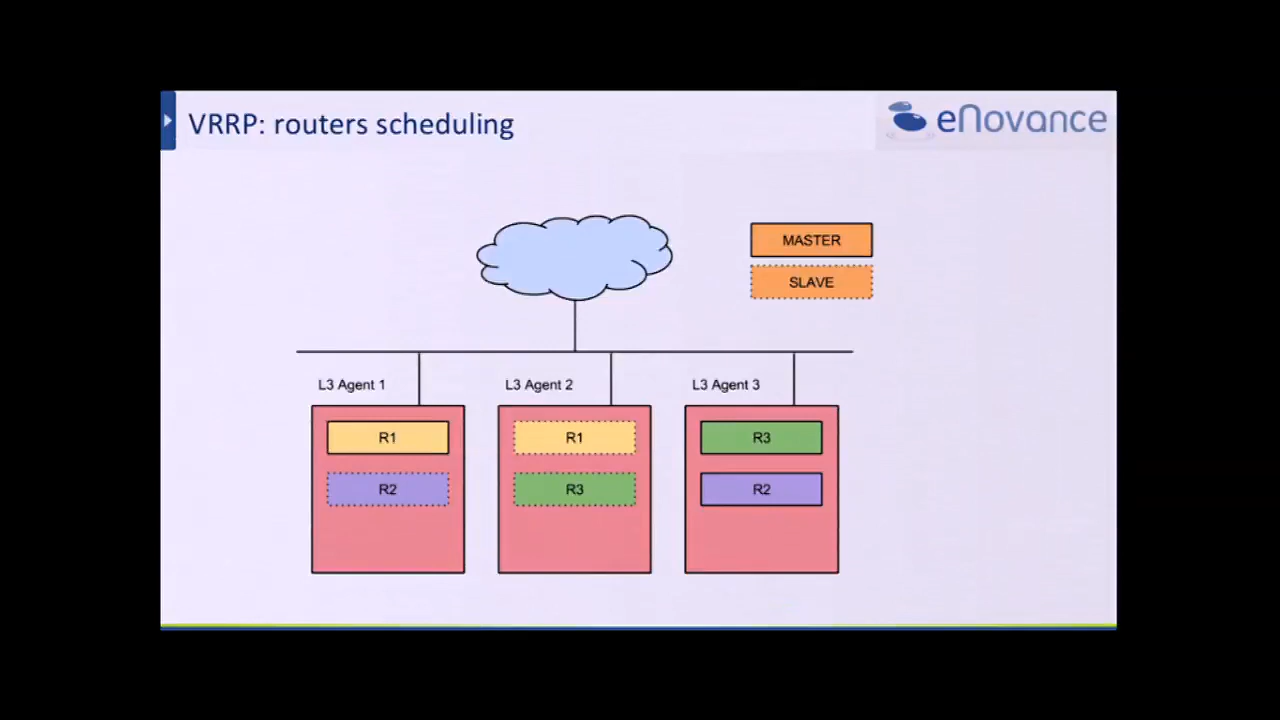 VRRP: routers scheduling
eNovance
MASTER
SLAVE
L3 Agent 1
L3 Agent 2
L3 Agent 3
R1
R1
R3
R2
R3
R2